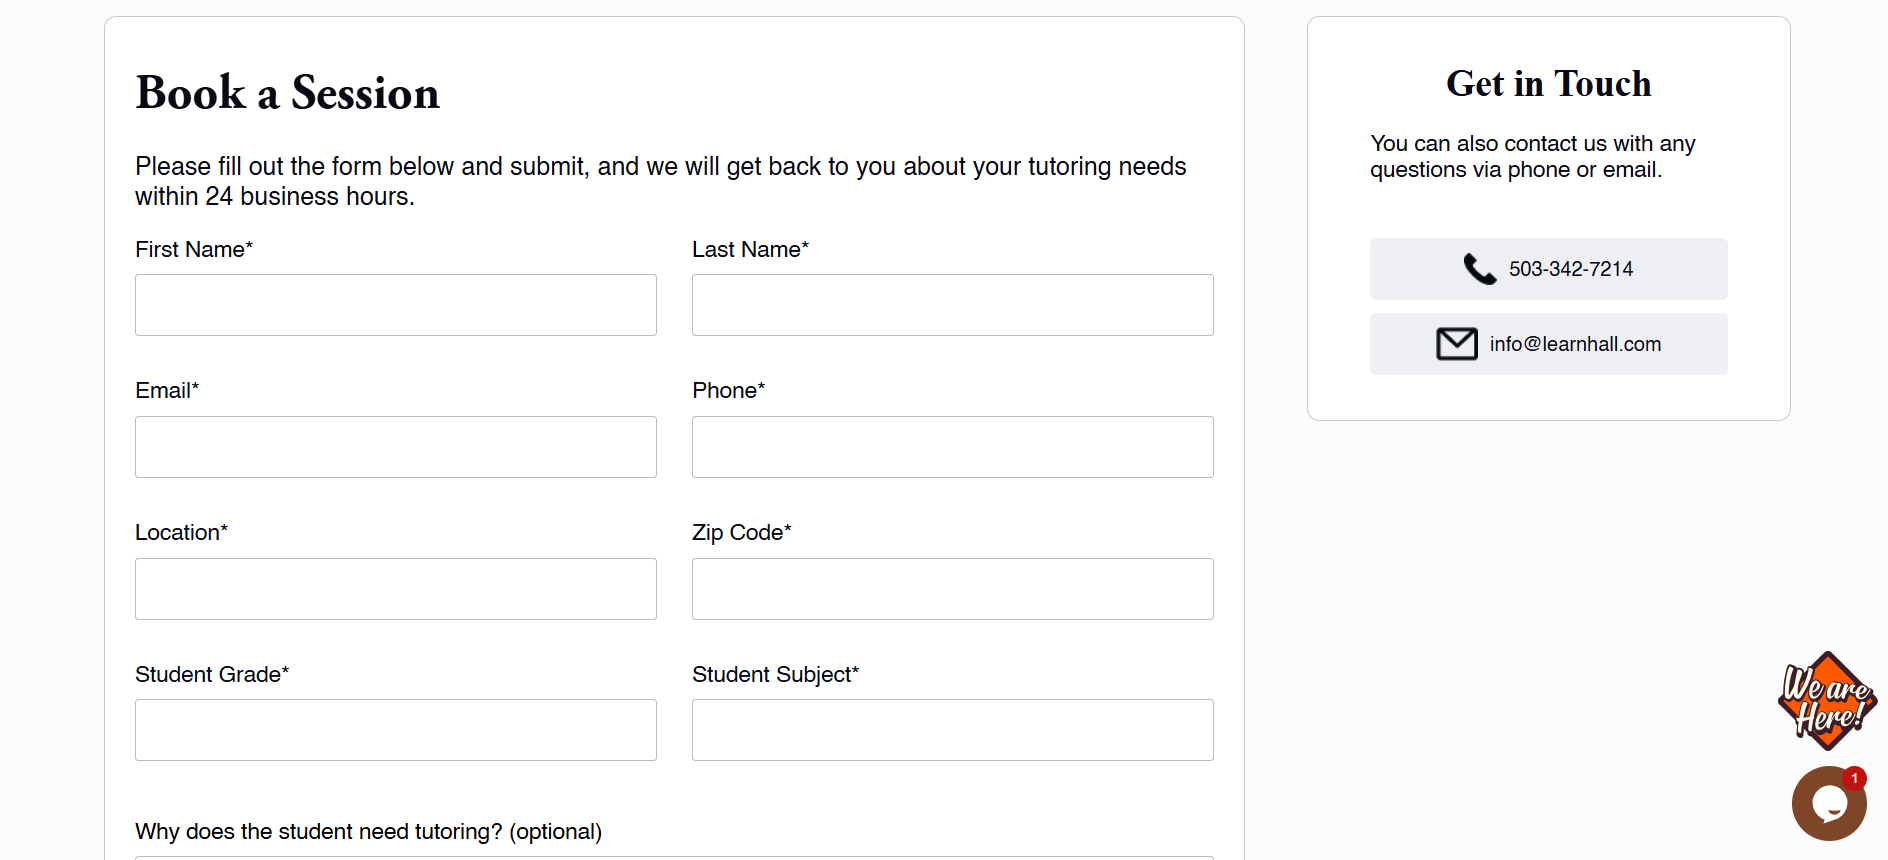 Book a Session
Please fill out the form below and submit, and we will get back to you about your tutoring needs
within 24 business hours.
First Name*
Last Name*
Email*
Phone*
Location*
Zip Code*
Student Grade*
Student Subject*
Why does the student need tutoring? (optional)
Get in Touch
You can also contact us with any
questions via phone or email.
503-342-7214
info@learnhall.com
We are
Here!
1